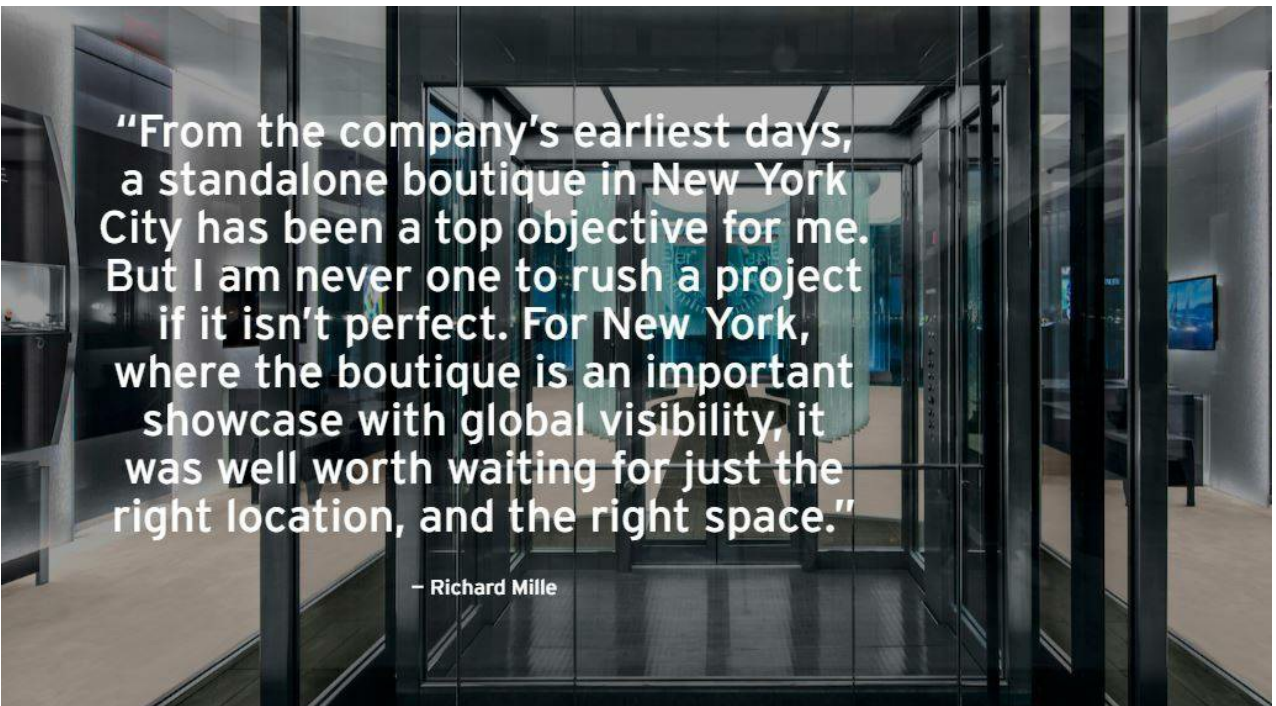 “From the company’s earliest days,
a standalone boutique in New York
City has been a top objective for me.
But I am never one to rush a project
if it isn’t perfect. For New York,
where the boutique is an important
showcase with global visibility, it
was well worth waiting for just the
right location, and the right space.”
– Richard Mille